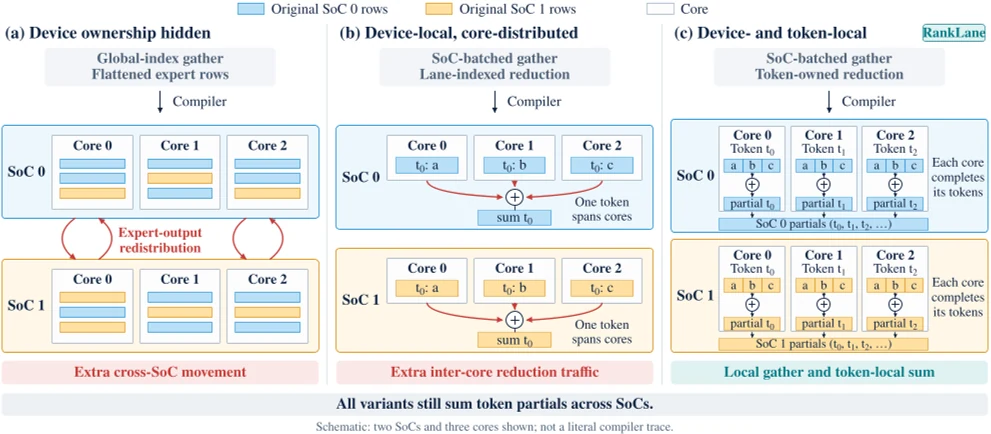 Original SoC 0 rows
Original SoC 1 rows
Core
(a) Device ownership hidden
Global-index gather
Flattened expert rows
Compiler
SoC 0
Core 0
Core 1
Core 2
Expert-output
redistribution
SoC 1
Core 0
Core 1
Core 2
Extra cross-SoC movement
(b) Device-local, core-distributed
SoC-batched gather
Lane-indexed reduction
Compiler
SoC 0
Core 0
Core 1
Core 2
t₀: a
t₀: b
t₀: c
+
sum t₀
One token
spans cores
SoC 1
Core 0
Core 1
Core 2
t₀: a
t₀: b
t₀: c
+
sum t₀
One token
spans cores
Extra inter-core reduction traffic
(c) Device- and token-local
RankLane
SoC-batched gather
Token-owned reduction
Compiler
SoC 0
Core 0
Core 1
Core 2
Token t₀
Token t₁
Token t₂
a b c
a b c
a b c
+
+
+
partial t₀
partial t₁
partial t₂
SoC 0 partials (t₀, t₁, t₂, …)
Each core
completes
its tokens
SoC 1
Core 0
Core 1
Core 2
Token t₀
Token t₁
Token t₂
a b c
a b c
a b c
+
+
+
partial t₀
partial t₁
partial t₂
SoC 1 partials (t₀, t₁, t₂, …)
Each core
completes
its tokens
Local gather and token-local sum
All variants still sum token partials across SoCs.
Schematic: two SoCs and three cores shown; not a literal compiler trace.